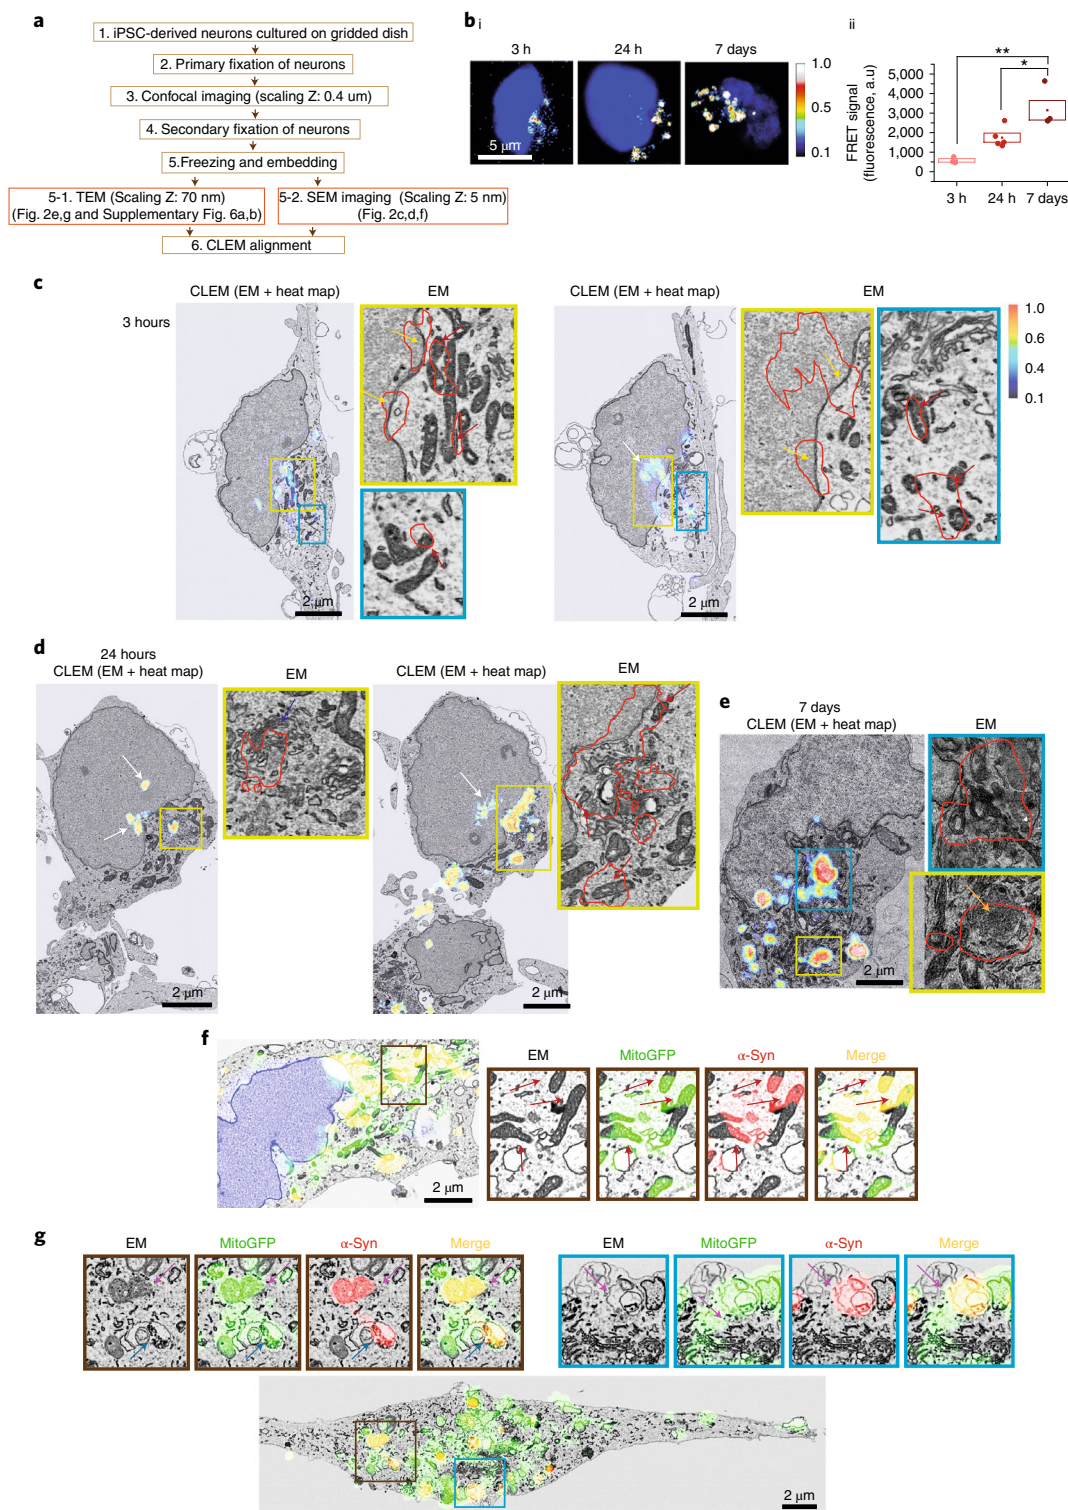 a
1. iPSC-derived neurons cultured on gridded dish
2. Primary fixation of neurons
3. Confocal imaging (scaling Z: 0.4 um)
4. Secondary fixation of neurons
5.Freezing and embedding
5-1. TEM (Scaling Z: 70 nm)
(Fig. 2e,g and Supplementary Fig. 6a,b)
5-2. SEM imaging (Scaling Z: 5 nm)
(Fig. 2c,d,f)
6. CLEM alignment
b i
3 h 24 h 7 days
5 μm
1.0
0.5
0.1
ii
FRET signal
(fluorescence, a.u)
5,000
4,000
3,000
2,000
1,000
0
** 
*
3 h 24 h 7 days
c
3 hours
CLEM (EM + heat map) EM
2 μm
CLEM (EM + heat map) EM
2 μm
1.0
0.6
0.4
0.1
d
24 hours
CLEM (EM + heat map) EM
2 μm
CLEM (EM + heat map) EM
2 μm
e
7 days
CLEM (EM + heat map) EM
2 μm
f
2 μm
EM MitoGFP α-Syn Merge
g
EM MitoGFP α-Syn Merge
EM MitoGFP α-Syn Merge
2 μm